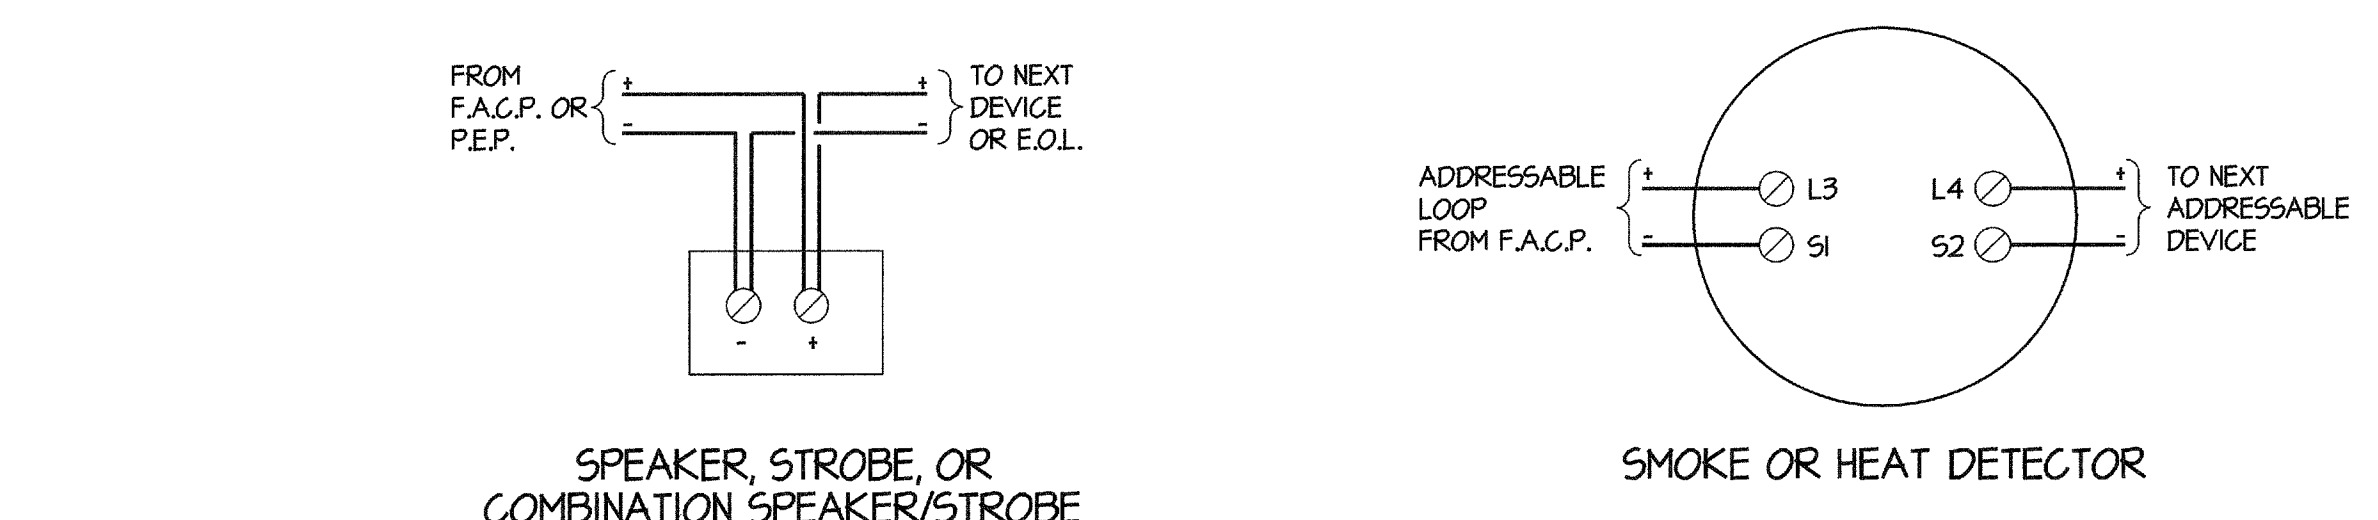 FROM
F.A.C.P. OR
P.E.P.
+
-
+
-
TO NEXT
DEVICE
OR E.O.L.
-
+
SPEAKER, STROBE, OR
COMBINATION SPEAKER/STROBE
ADDRESSABLE
LOOP
FROM F.A.C.P.
+
-
L3
S1
L4
S2
+
-
TO NEXT
ADDRESSABLE
DEVICE
SMOKE OR HEAT DETECTOR